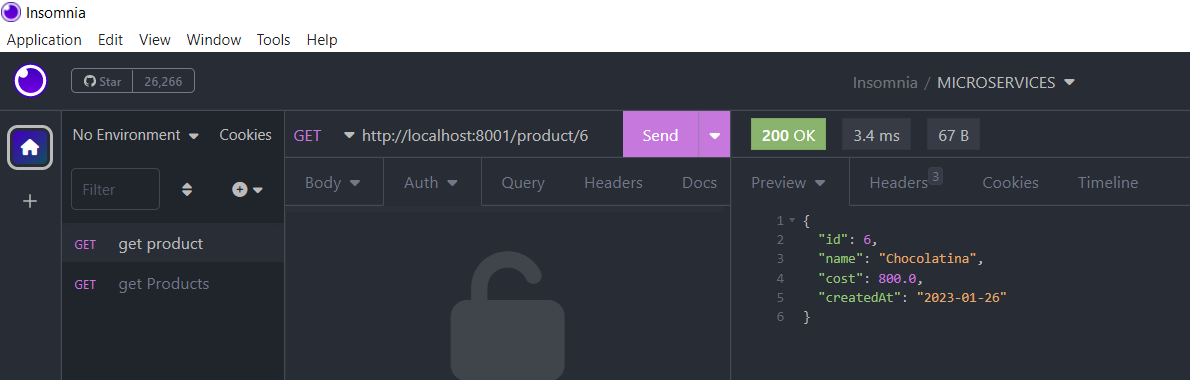 Insomnia
Application Edit View Window Tools Help
Star 26,266 Insomnia / MICROSERVICES
No Environment Cookies GET http://localhost:8001/product/6 Send 200 OK 3.4 ms 67 B
Filter Body Auth Query Headers Docs Preview Headers 3 Cookies Timeline
GET get product
GET get Products
1 {
2 "id": 6,
3 "name": "Chocolatina",
4 "cost": 800.0,
5 "createdAt": "2023-01-26"
6 }